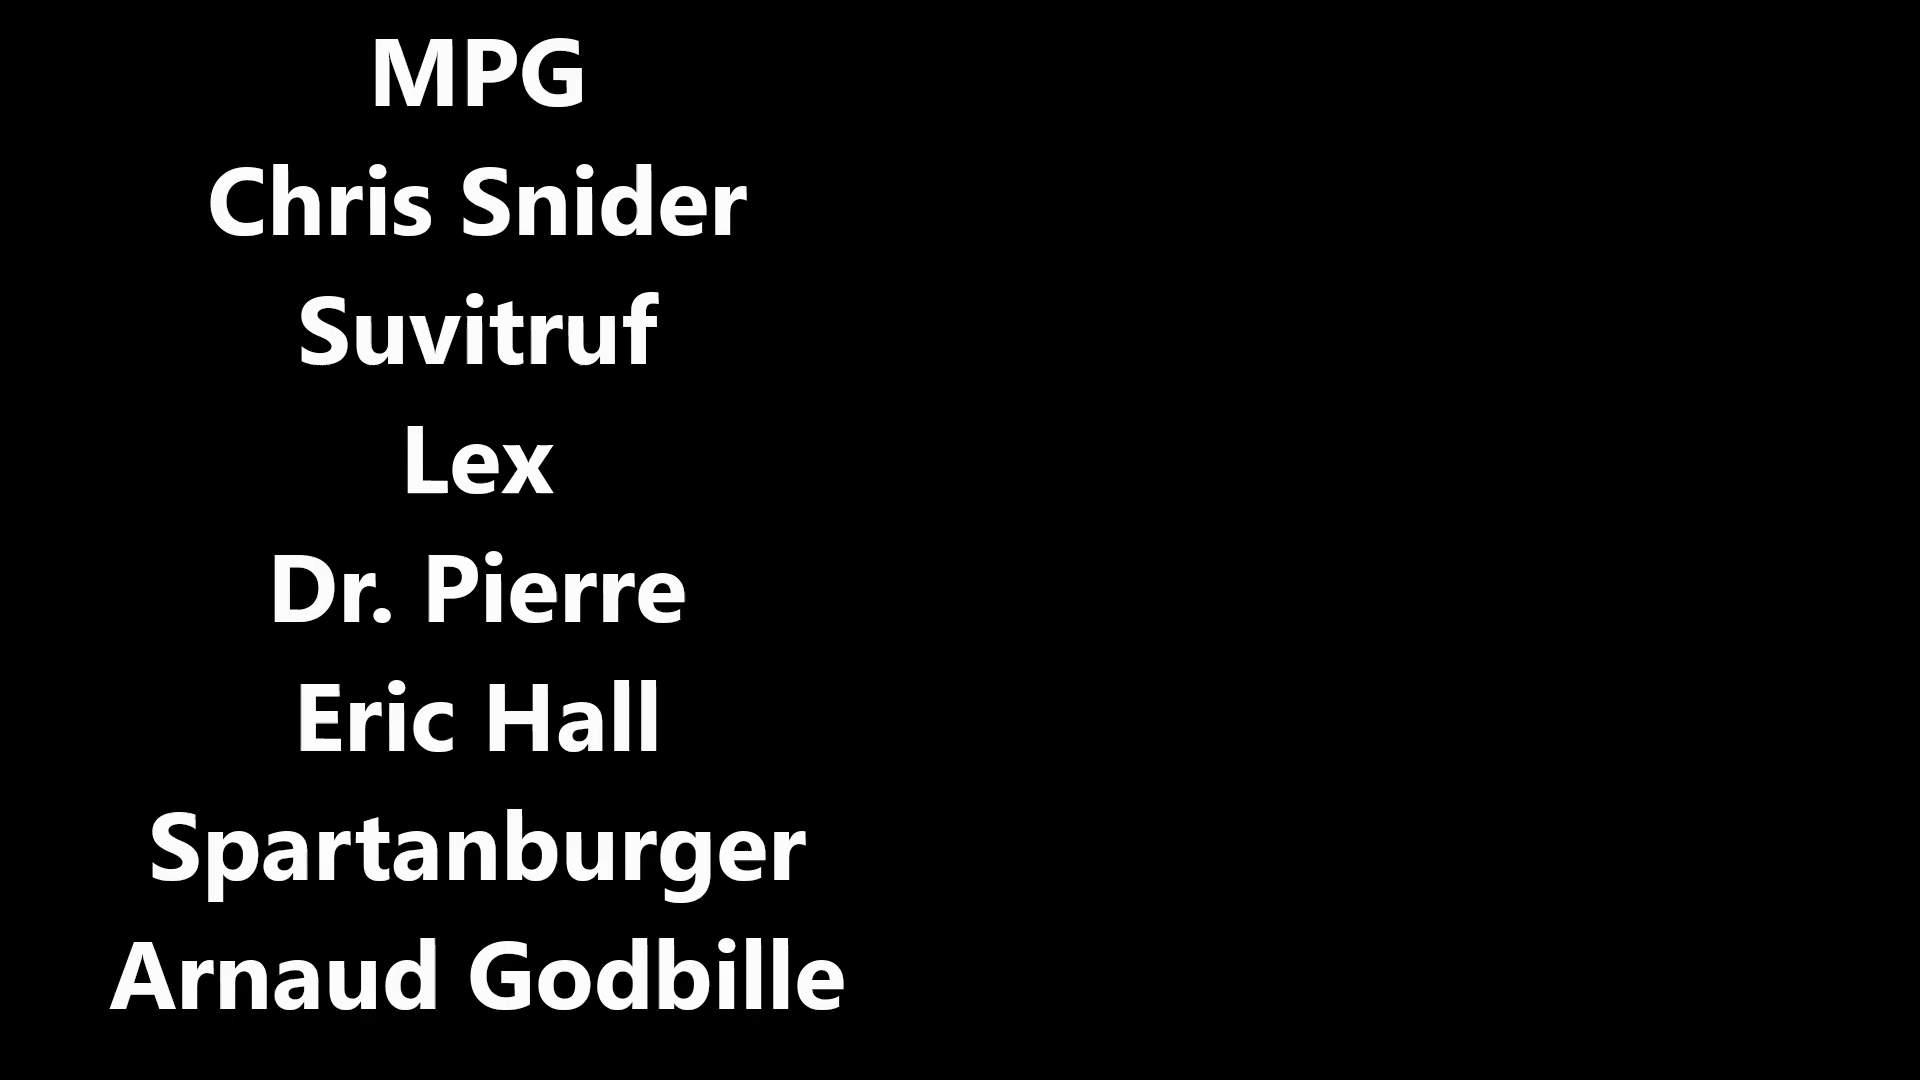 MPG
Chris Snider
Suvitruf
Lex
Dr. Pierre
Eric Hall
Spartanburger
Arnaud Godbille